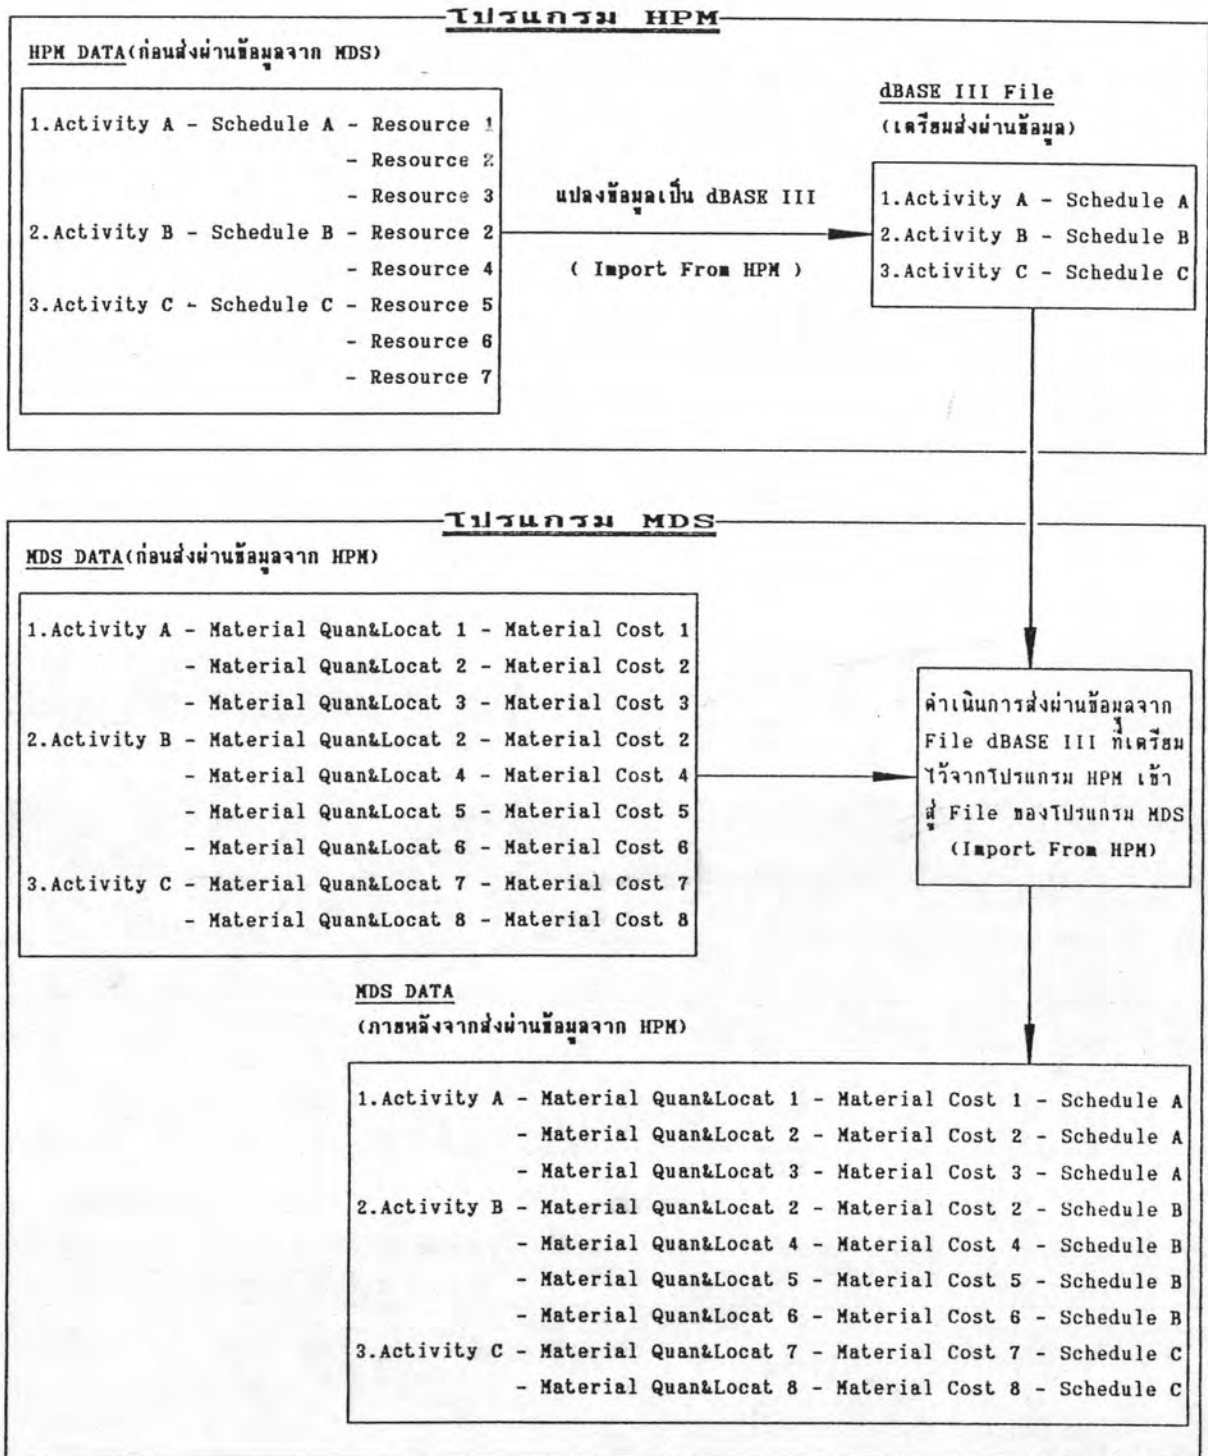 โปรแกรม HPM
HPM DATA(ก่อนส่งผ่านข้อมูลจาก MDS)
1.Activity A - Schedule A - Resource 1
- Resource 2
- Resource 3
2.Activity B - Schedule B - Resource 2
- Resource 4
3.Activity C - Schedule C - Resource 5
- Resource 6
- Resource 7
แปลงข้อมูลเป็น dBASE III
( Import From HPM )
dBASE III File
(เตรียมส่งผ่านข้อมูล)
1.Activity A - Schedule A
2.Activity B - Schedule B
3.Activity C - Schedule C
โปรแกรม MDS
MDS DATA(ก่อนส่งผ่านข้อมูลจาก HPM)
1.Activity A - Material Quan&Locat 1 - Material Cost 1
- Material Quan&Locat 2 - Material Cost 2
- Material Quan&Locat 3 - Material Cost 3
2.Activity B - Material Quan&Locat 2 - Material Cost 2
- Material Quan&Locat 4 - Material Cost 4
- Material Quan&Locat 5 - Material Cost 5
- Material Quan&Locat 6 - Material Cost 6
3.Activity C - Material Quan&Locat 7 - Material Cost 7
- Material Quan&Locat 8 - Material Cost 8
ดำเนินการส่งผ่านข้อมูลจาก
File dBASE III ที่เตรียม
ไว้จากโปรแกรม HPM เข้า
สู่ File ของโปรแกรม MDS
(Import From HPM)
MDS DATA
(ภายหลังจากส่งผ่านข้อมูลจาก HPM)
1.Activity A - Material Quan&Locat 1 - Material Cost 1 - Schedule A
- Material Quan&Locat 2 - Material Cost 2 - Schedule A
- Material Quan&Locat 3 - Material Cost 3 - Schedule A
2.Activity B - Material Quan&Locat 2 - Material Cost 2 - Schedule B
- Material Quan&Locat 4 - Material Cost 4 - Schedule B
- Material Quan&Locat 5 - Material Cost 5 - Schedule B
- Material Quan&Locat 6 - Material Cost 6 - Schedule B
3.Activity C - Material Quan&Locat 7 - Material Cost 7 - Schedule C
- Material Quan&Locat 8 - Material Cost 8 - Schedule C